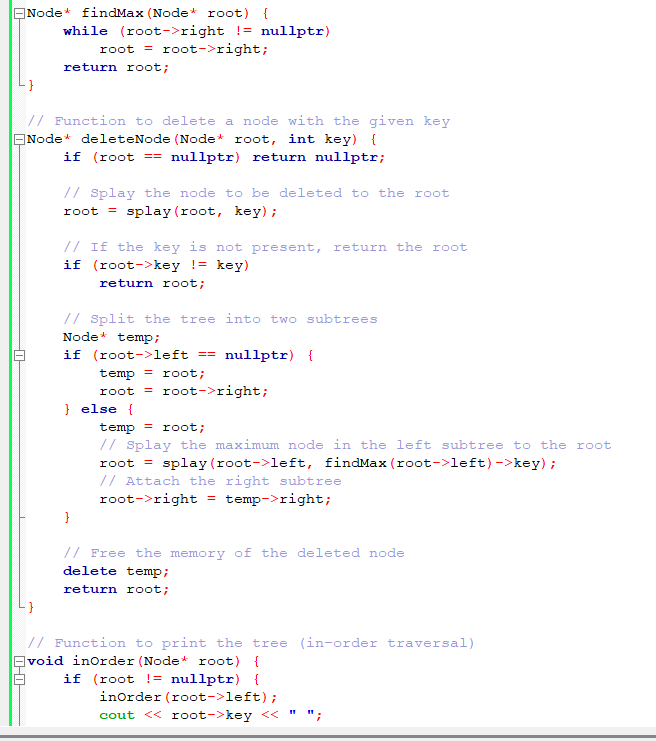 Node* findMax(Node* root) {
    while (root->right != nullptr)
        root = root->right;
    return root;
}

// Function to delete a node with the given key
Node* deleteNode(Node* root, int key) {
    if (root == nullptr) return nullptr;

    // Splay the node to be deleted to the root
    root = splay(root, key);

    // If the key is not present, return the root
    if (root->key != key)
        return root;

    // Split the tree into two subtrees
    Node* temp;
    if (root->left == nullptr) {
        temp = root;
        root = root->right;
    } else {
        temp = root;
        // Splay the maximum node in the left subtree to the root
        root = splay(root->left, findMax(root->left)->key);
        // Attach the right subtree
        root->right = temp->right;
    }

    // Free the memory of the deleted node
    delete temp;
    return root;
}

// Function to print the tree (in-order traversal)
void inOrder(Node* root) {
    if (root != nullptr) {
        inOrder(root->left);
        cout << root->key << " ";